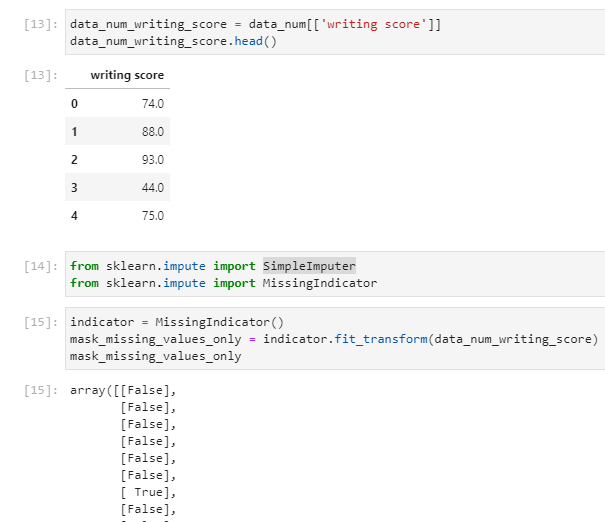 [13]: data_num_writing_score = data_num[['writing score']]
data_num_writing_score.head()
[13]: writing score
0 74.0
1 88.0
2 93.0
3 44.0
4 75.0
[14]: from sklearn.impute import SimpleImputer
from sklearn.impute import MissingIndicator
[15]: indicator = MissingIndicator()
mask_missing_values_only = indicator.fit_transform(data_num_writing_score)
mask_missing_values_only
[15]: array([[False],
[False],
[False],
[False],
[False],
[False],
[ True],
[False],